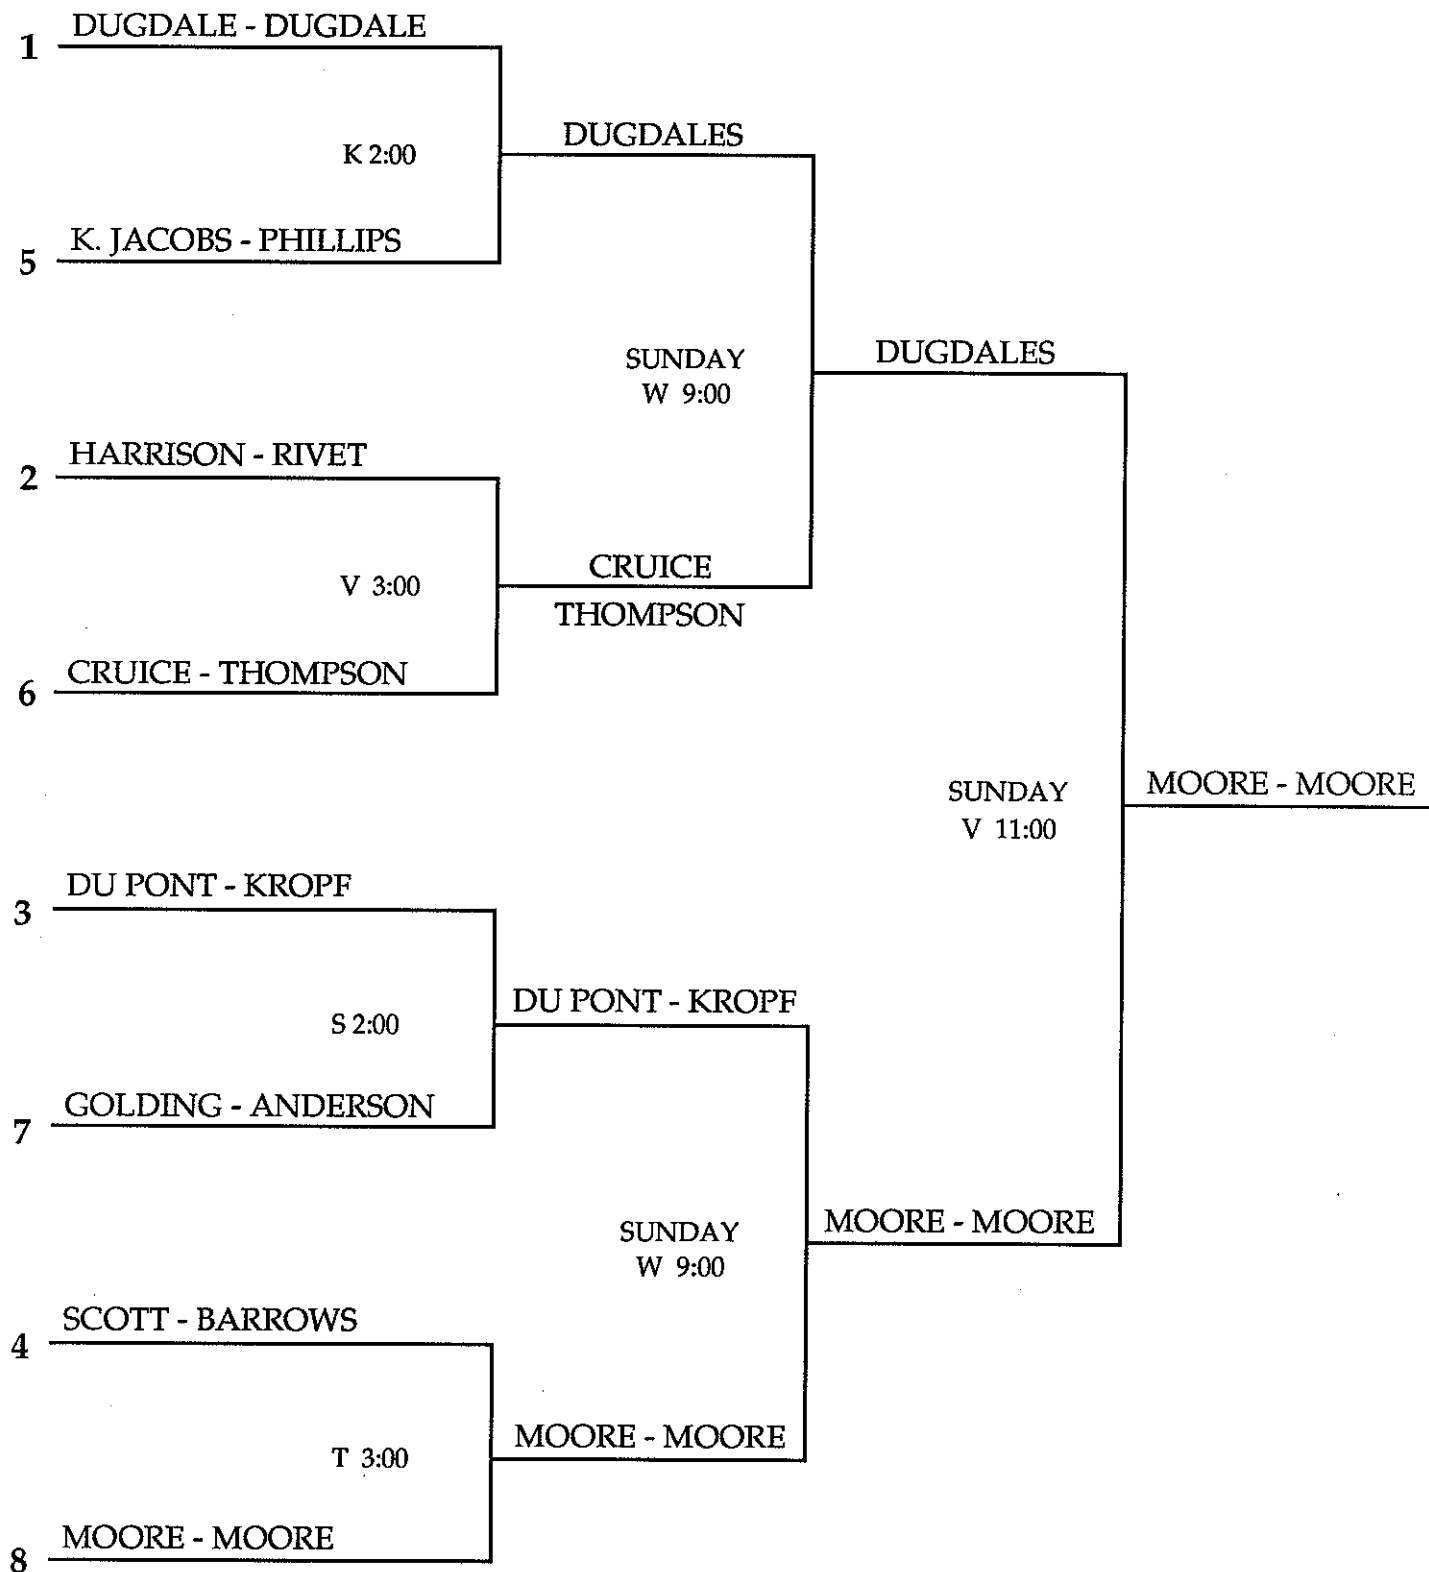 DUGDALE - DUGDALE
1
DUGDALES
K 2:00
K. JACOBS - PHILLIPS
5
SUNDAY
W 9:00
DUGDALES
HARRISON - RIVET
2
CRUICE
THOMPSON
V 3:00
CRUICE - THOMPSON
6
SUNDAY
V 11:00
MOORE - MOORE
DU PONT - KROPF
3
DU PONT - KROPF
S 2:00
GOLDING - ANDERSON
7
SUNDAY
W 9:00
MOORE - MOORE
SCOTT - BARROWS
4
MOORE - MOORE
T 3:00
MOORE - MOORE
8